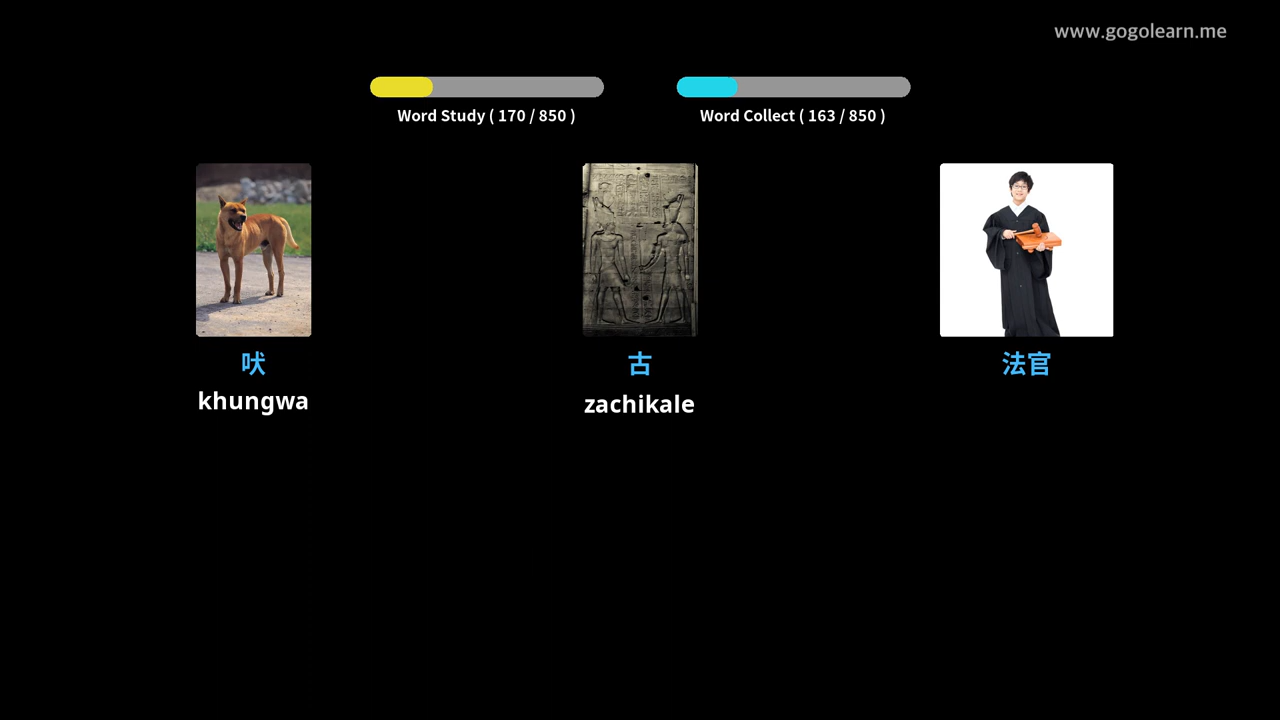 www.gogolearn.me
Word Study ( 170 / 850 )
Word Collect ( 163 / 850 )
吠
khungwa
古
zachikale
法官